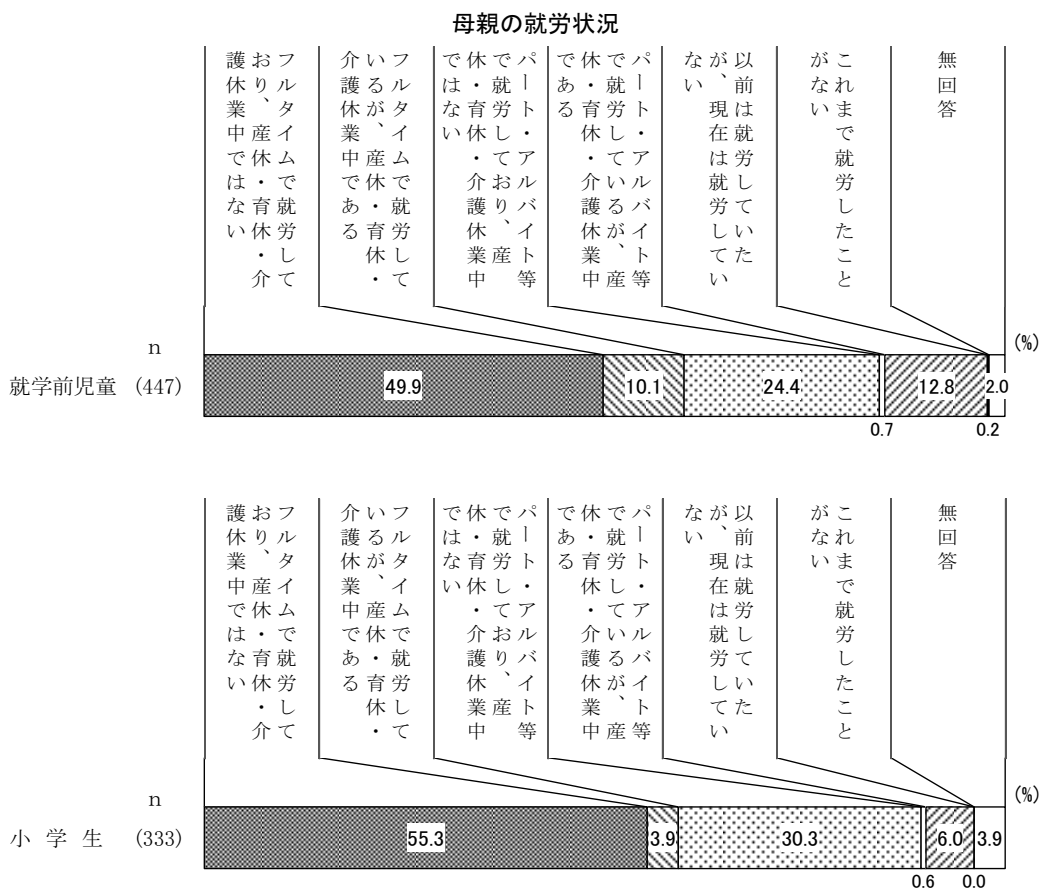 母親の就労状況
フルタイムで就労して
おり、産休・育休・介
護休業中ではない
フルタイムで就労して
いるが、産休・育休・
介護休業中である
パート・アルバイト等
で就労しており、産
休・育休・介護休業中
ではない
パート・アルバイト等
で就労しているが、産
休・育休・介護休業中
である
以前は就労していた
が、現在は就労してい
ない
これまで就労したこと
がない
無回答
(%)
n
就学前児童 (447)
49.9
10.1
24.4
12.8
2.0
0.7
0.2
フルタイムで就労して
おり、産休・育休・介
護休業中ではない
フルタイムで就労して
いるが、産休・育休・
介護休業中である
パート・アルバイト等
で就労しており、産
休・育休・介護休業中
ではない
パート・アルバイト等
で就労しているが、産
休・育休・介護休業中
である
以前は就労していた
が、現在は就労してい
ない
これまで就労したこと
がない
無回答
(%)
n
小 学 生 (333)
55.3
3.9
30.3
6.0
3.9
0.6
0.0